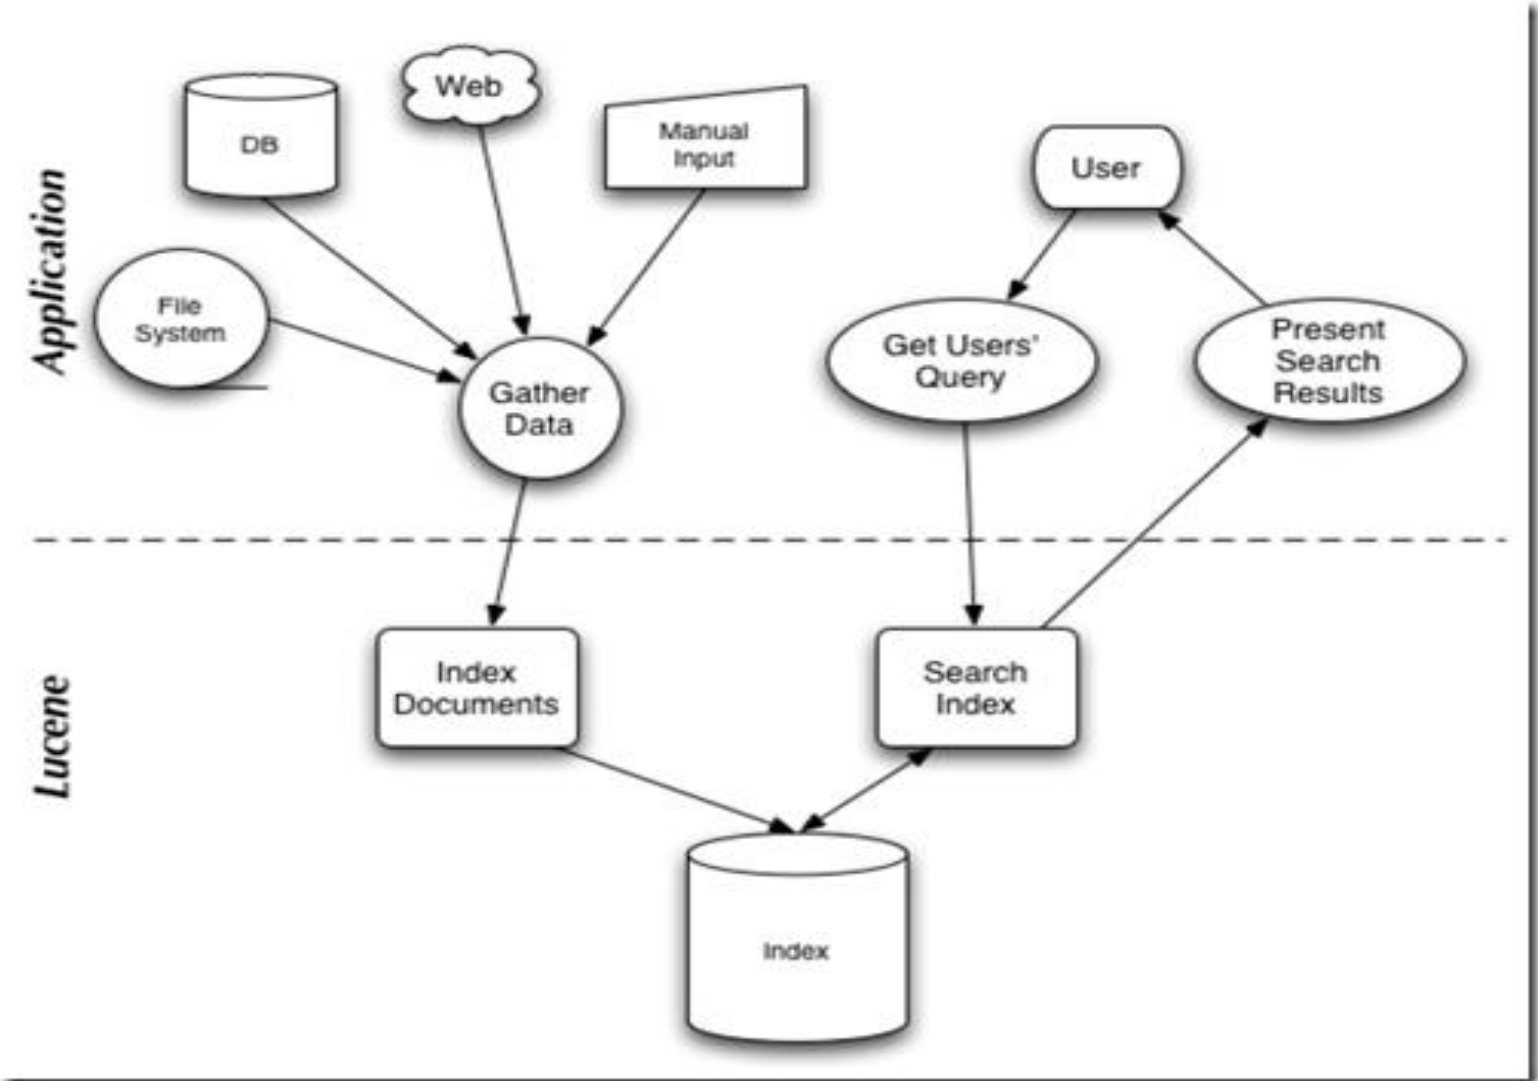 Application
DB
Web
Manual
Input
File
System
Gather
Data
User
Get Users'
Query
Present
Search
Results
Lucene
Index
Documents
Search
Index
Index